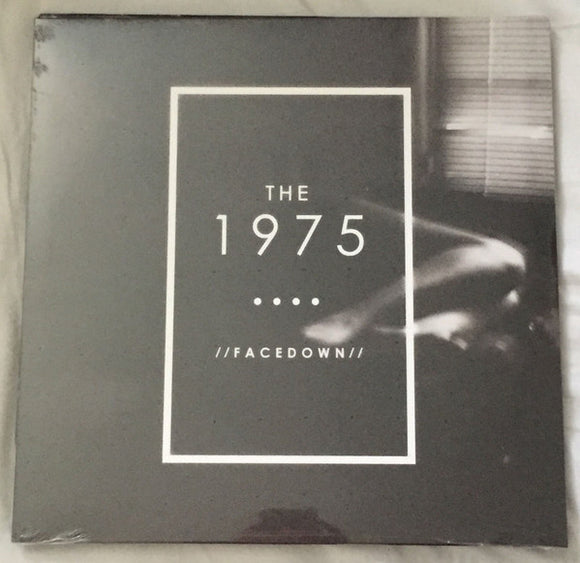 THE
1975
••••
//FACEDOWN//